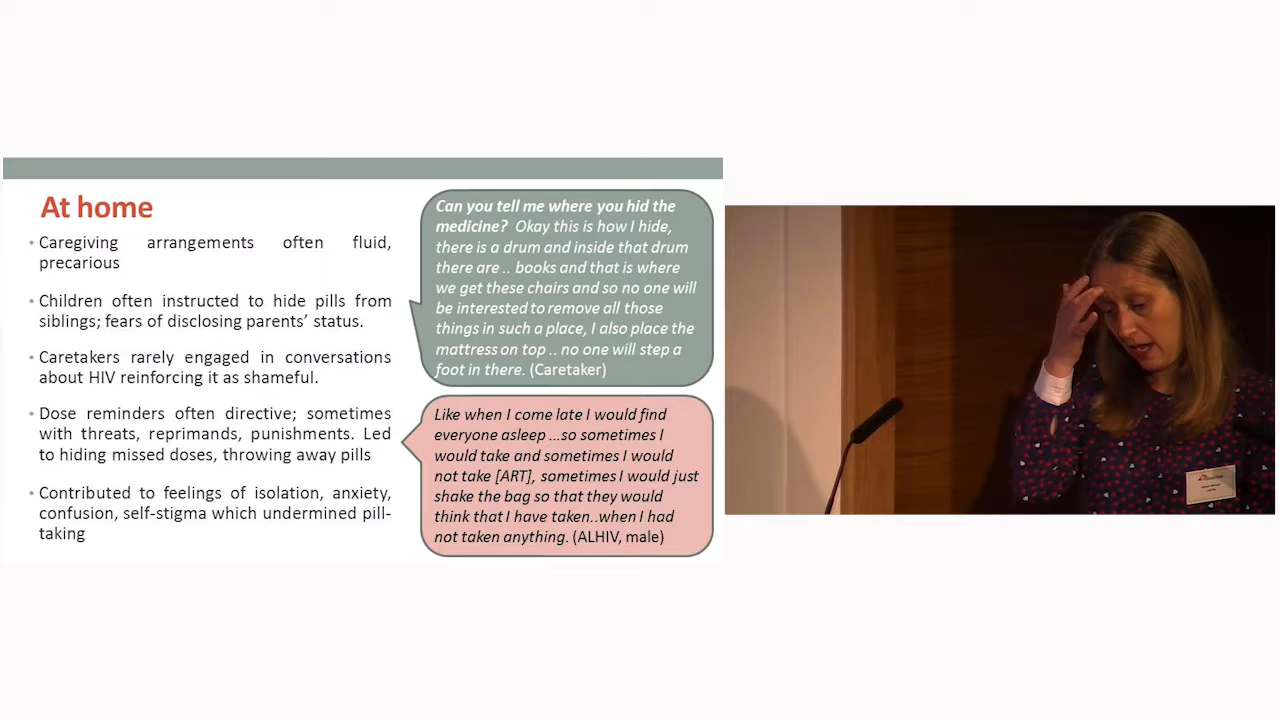 At home
• Caregiving arrangements often fluid,
precarious
• Children often instructed to hide pills from
siblings; fears of disclosing parents’ status.
• Caretakers rarely engaged in conversations
about HIV reinforcing it as shameful.
• Dose reminders often directive; sometimes
with threats, reprimands, punishments. Led
to hiding missed doses, throwing away pills
• Contributed to feelings of isolation, anxiety,
confusion, self-stigma which undermined pill-
taking
Can you tell me where you hid the
medicine? Okay this is how I hide,
there is a drum and inside that drum
there are .. books and that is where
we get these chairs and so no one will
be interested to remove all those
things in such a place, I also place the
mattress on top .. no one will step a
foot in there. (Caretaker)
Like when I come late I would find
everyone asleep ...so sometimes I
would take and sometimes I would
not take [ART], sometimes I would just
shake the bag so that they would
think that I have taken..when I had
not taken anything. (ALHIV, male)